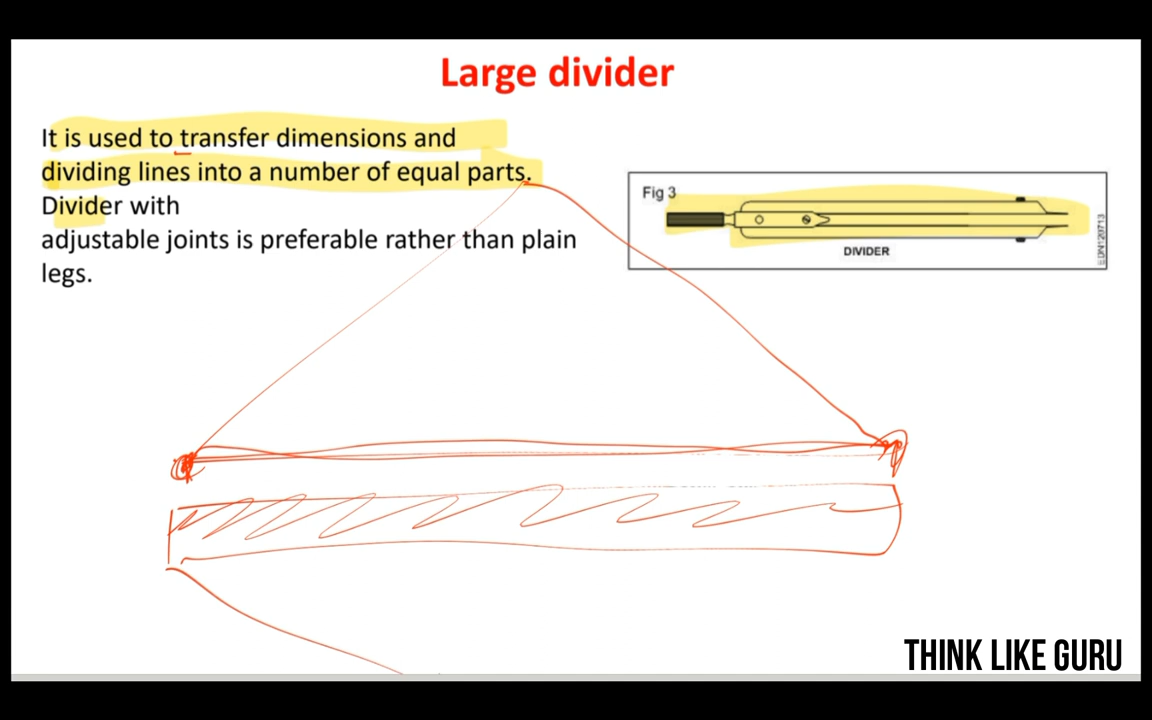 Large divider
It is used to transfer dimensions and
dividing lines into a number of equal parts.
Divider with
adjustable joints is preferable rather than plain
legs.
Fig 3
DIVIDER
EDN120713
THINK LIKE GURU